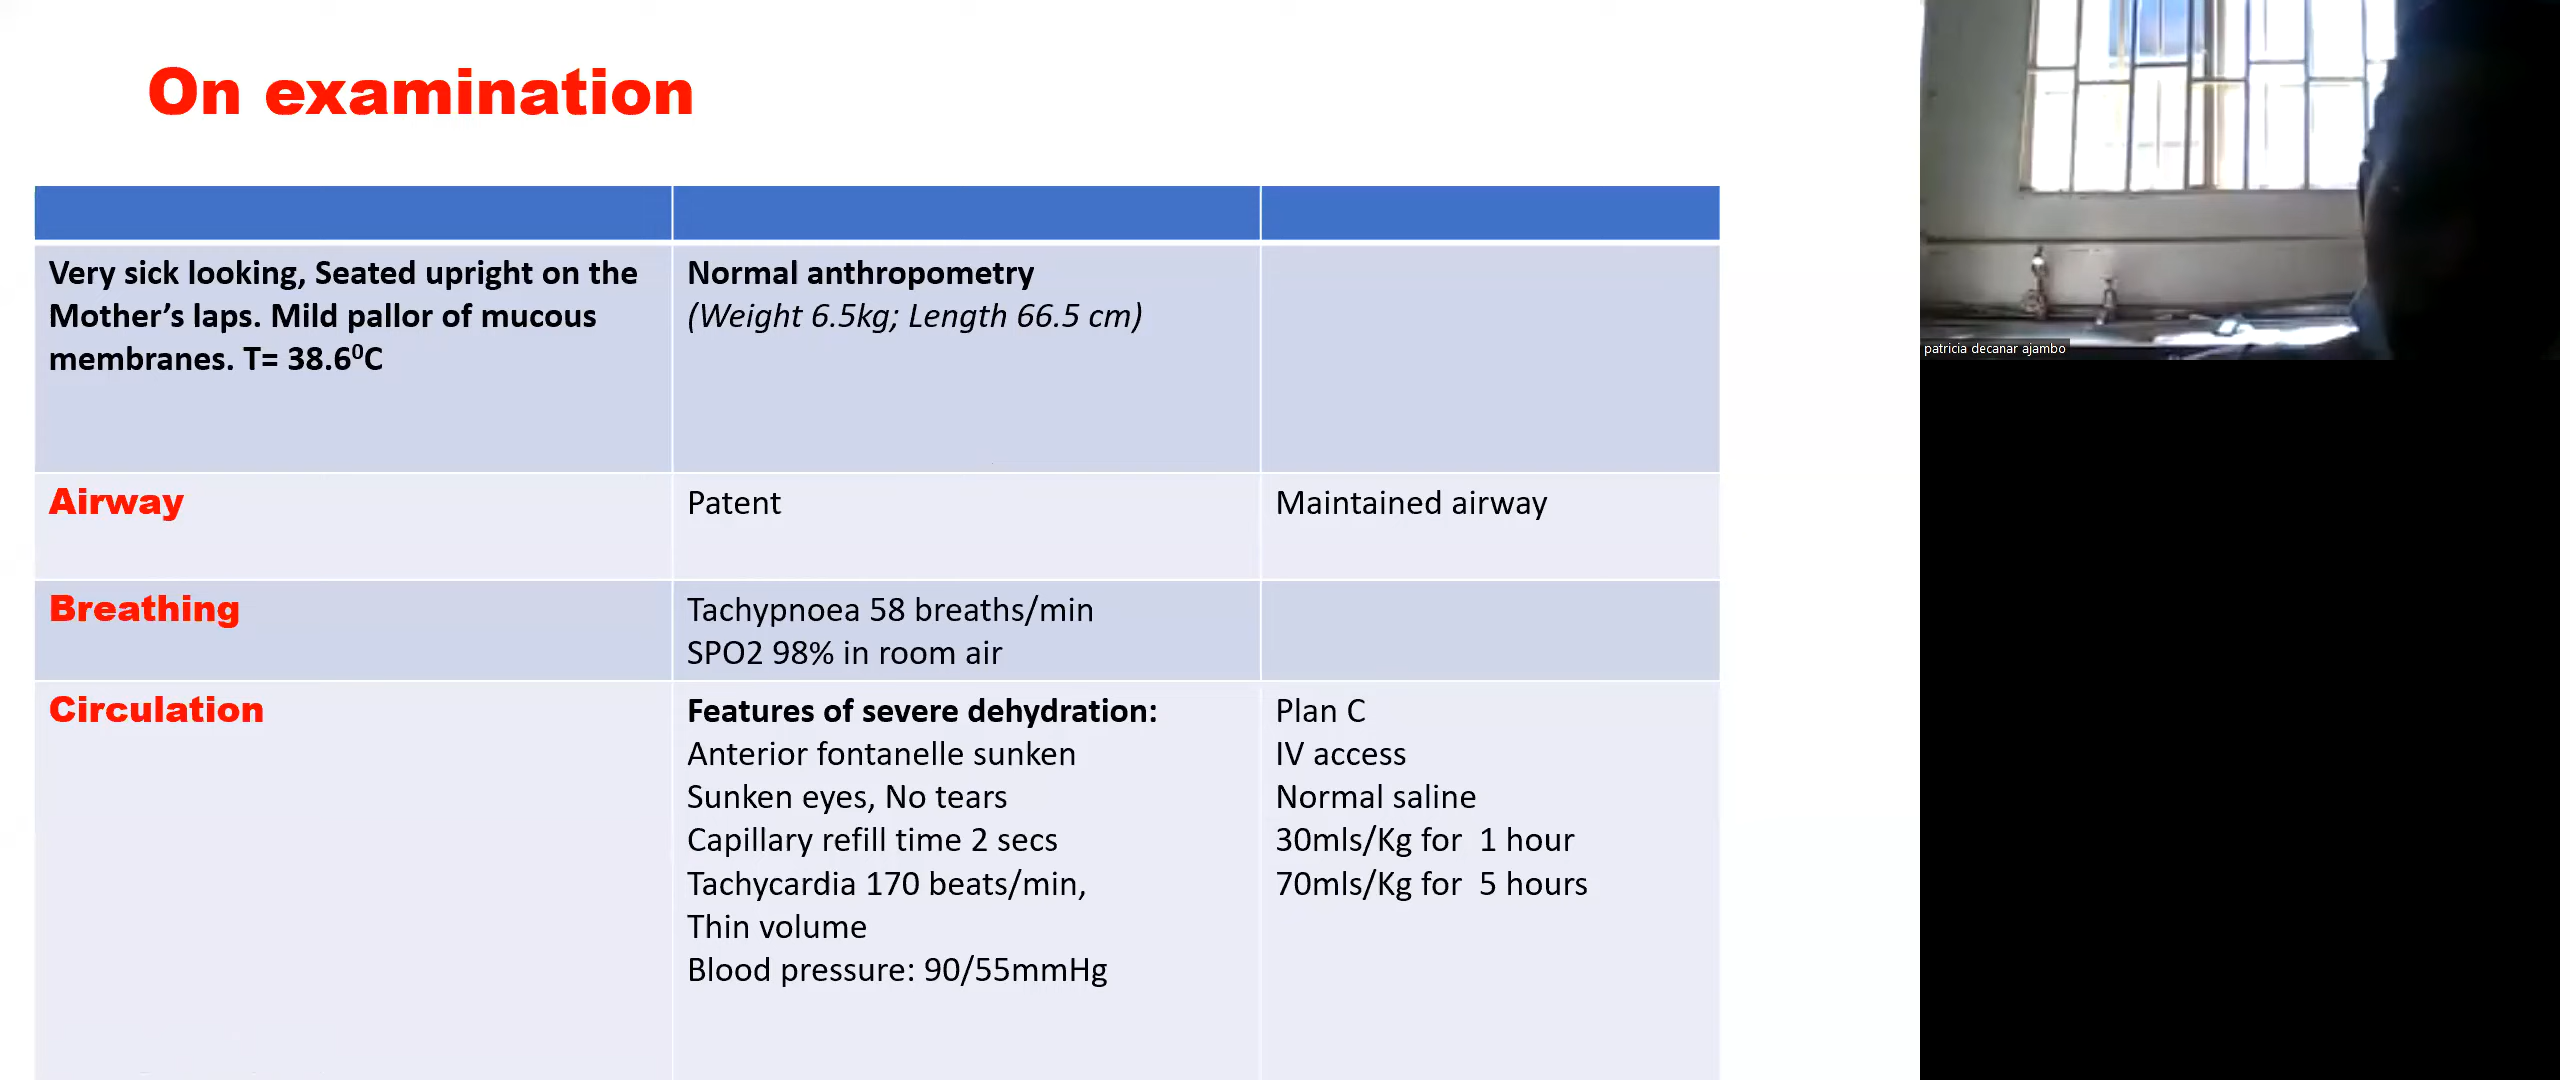 On examination
Very sick looking, Seated upright on the
Mother's laps. Mild pallor of mucous
membranes. T= 38.6⁰C
Normal anthropometry
(Weight 6.5kg; Length 66.5 cm)
Airway
Patent
Maintained airway
Breathing
Tachypnoea 58 breaths/min
SPO2 98% in room air
Circulation
Features of severe dehydration:
Anterior fontanelle sunken
Sunken eyes, No tears
Capillary refill time 2 secs
Tachycardia 170 beats/min,
Thin volume
Blood pressure: 90/55mmHg
Plan C
IV access
Normal saline
30mls/Kg for  1 hour
70mls/Kg for  5 hours
patricia decanar ajambo